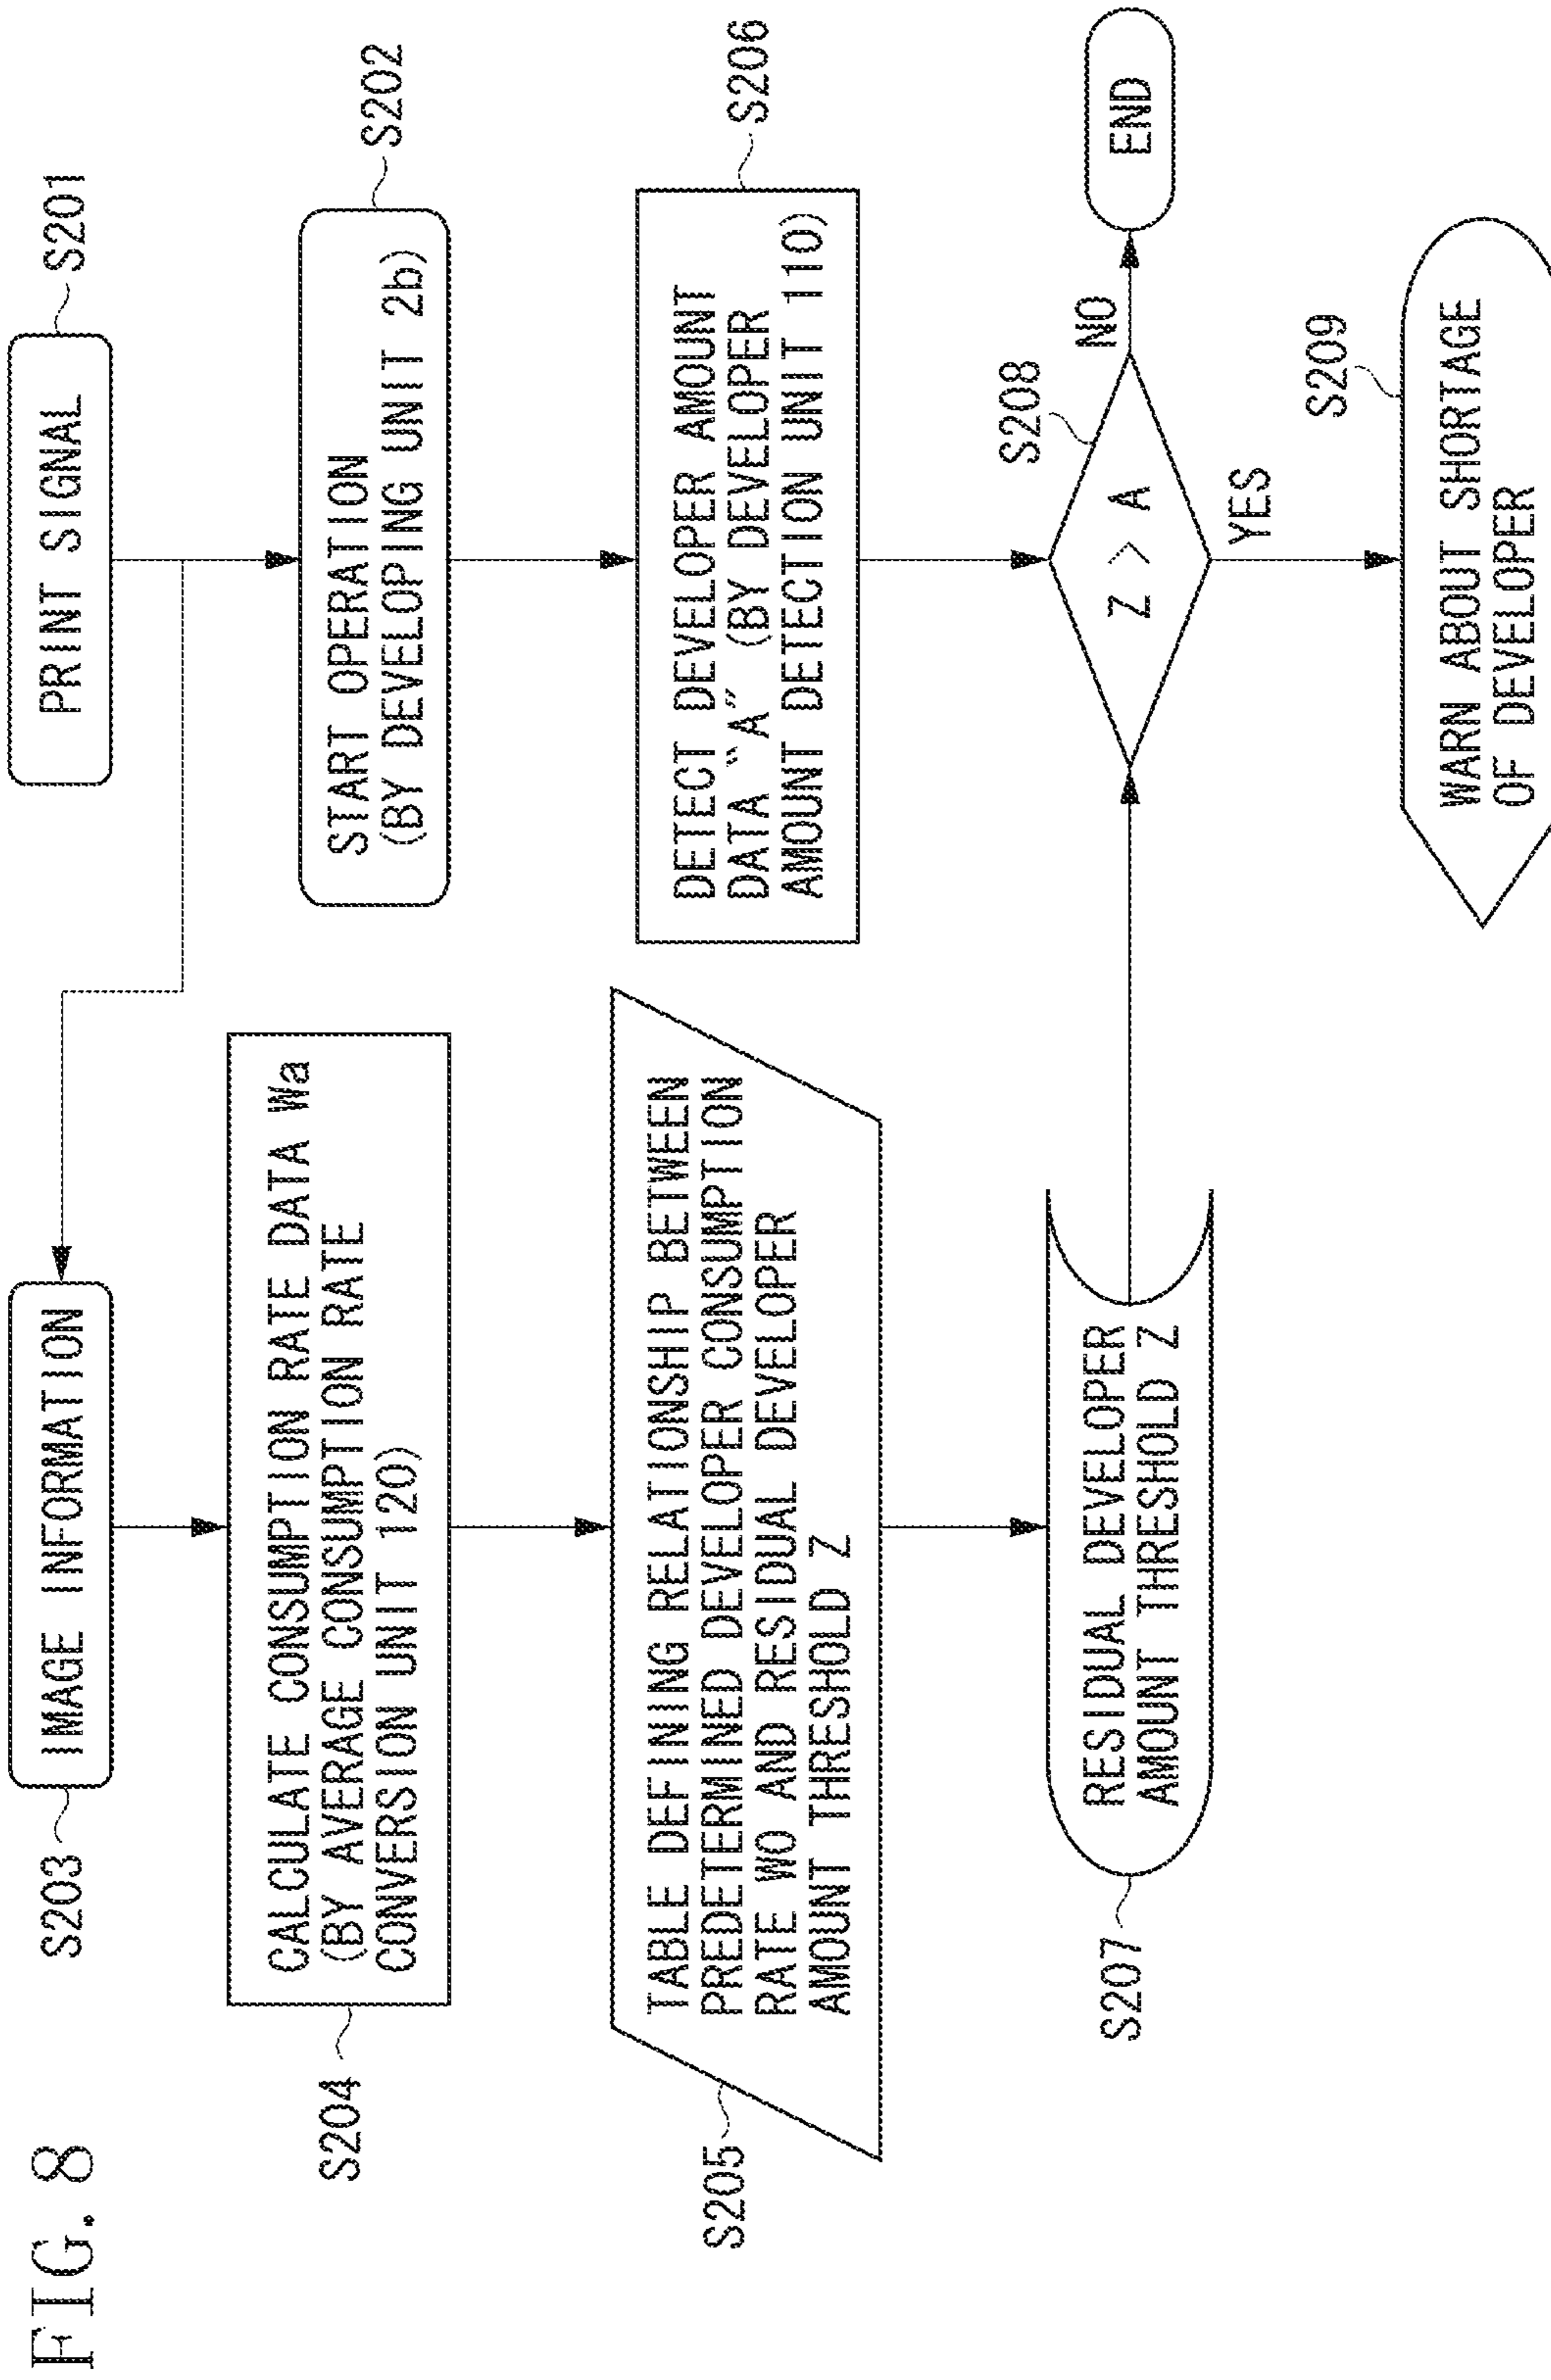 FIG. 8
PRINT SIGNAL
S201
START OPERATION
(BY DEVELOPING UNIT 2b)
S202
IMAGE INFORMATION
S203
CALCULATE CONSUMPTION RATE DATA Wa
(BY AVERAGE CONSUMPTION RATE
CONVERSION UNIT 120)
S204
TABLE DEFINING RELATIONSHIP BETWEEN
PREDETERMINED DEVELOPER CONSUMPTION
RATE WO AND RESIDUAL DEVELOPER
AMOUNT THRESHOLD Z
S205
DETECT DEVELOPER AMOUNT
DATA “A” (BY DEVELOPER
AMOUNT DETECTION UNIT 110)
S206
RESIDUAL DEVELOPER
AMOUNT THRESHOLD Z
S207
Z > A
S208
NO
END
YES
WARN ABOUT SHORTAGE
OF DEVELOPER
S209